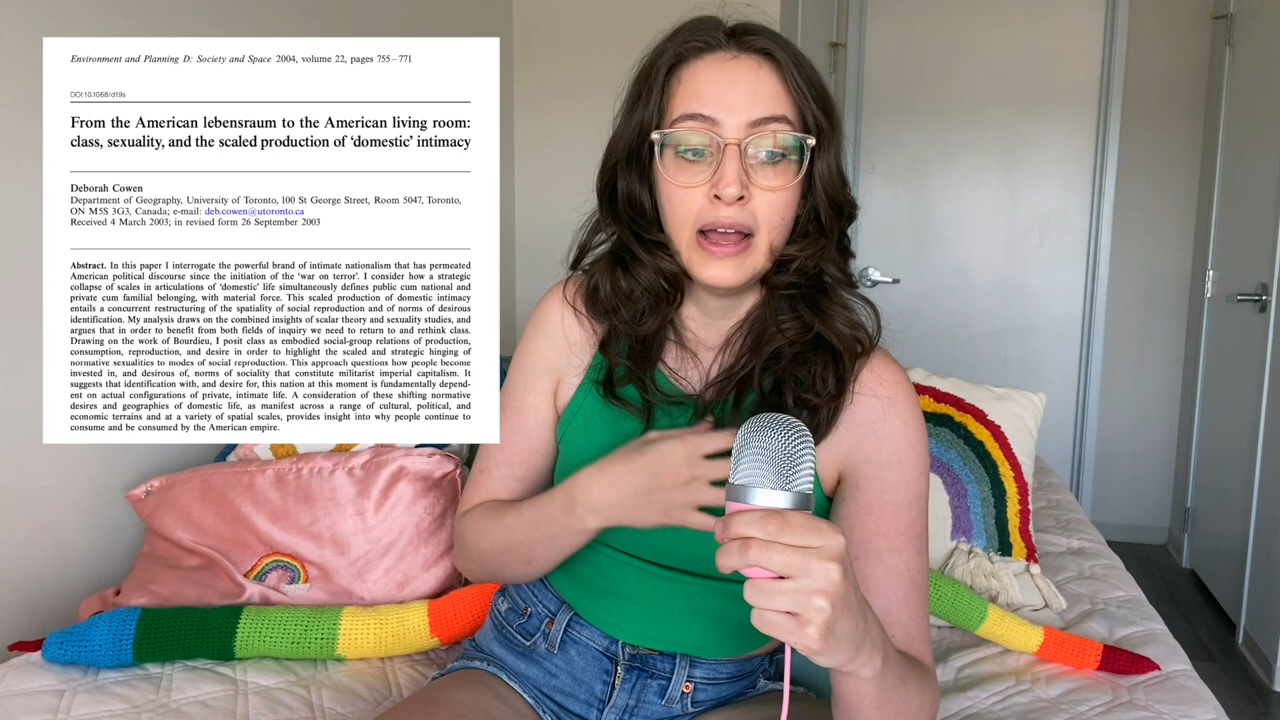 Environment and Planning D: Society and Space 2004, volume 22, pages 755–771
DOI:10.1068/d19s
From the American lebensraum to the American living room:
class, sexuality, and the scaled production of ‘domestic’ intimacy
Deborah Cowen
Department of Geography, University of Toronto, 100 St George Street, Room 5047, Toronto,
ON M5S 3G3, Canada; e-mail: deb.cowen@utoronto.ca
Received 4 March 2003; in revised form 26 September 2003
Abstract. In this paper I interrogate the powerful brand of intimate nationalism that has permeated
American political discourse since the initiation of the ‘war on terror’. I consider how a strategic
collapse of scales in articulations of ‘domestic’ life simultaneously defines public cum national and
private cum familial belonging, with material force. This scaled production of domestic intimacy
entails a concurrent restructuring of the spatiality of social reproduction and of norms of desirous
identification. My analysis draws on the combined insights of scalar theory and sexuality studies, and
argues that in order to benefit from both fields of inquiry we need to return to and rethink class.
Drawing on the work of Bourdieu, I posit class as embodied social-group relations of production,
consumption, reproduction, and desire in order to highlight the scaled and strategic hinging of
normative sexualities to modes of social reproduction. This approach questions how people become
invested in, and desirous of, norms of sociality that constitute militarist imperial capitalism. It
suggests that identification with, and desire for, this nation at this moment is fundamentally depend-
ent on actual configurations of private, intimate life. A consideration of these shifting normative
desires and geographies of domestic life, as manifest across a range of cultural, political, and
economic terrains and at a variety of spatial scales, provides insight into why people continue to
consume and be consumed by the American empire.